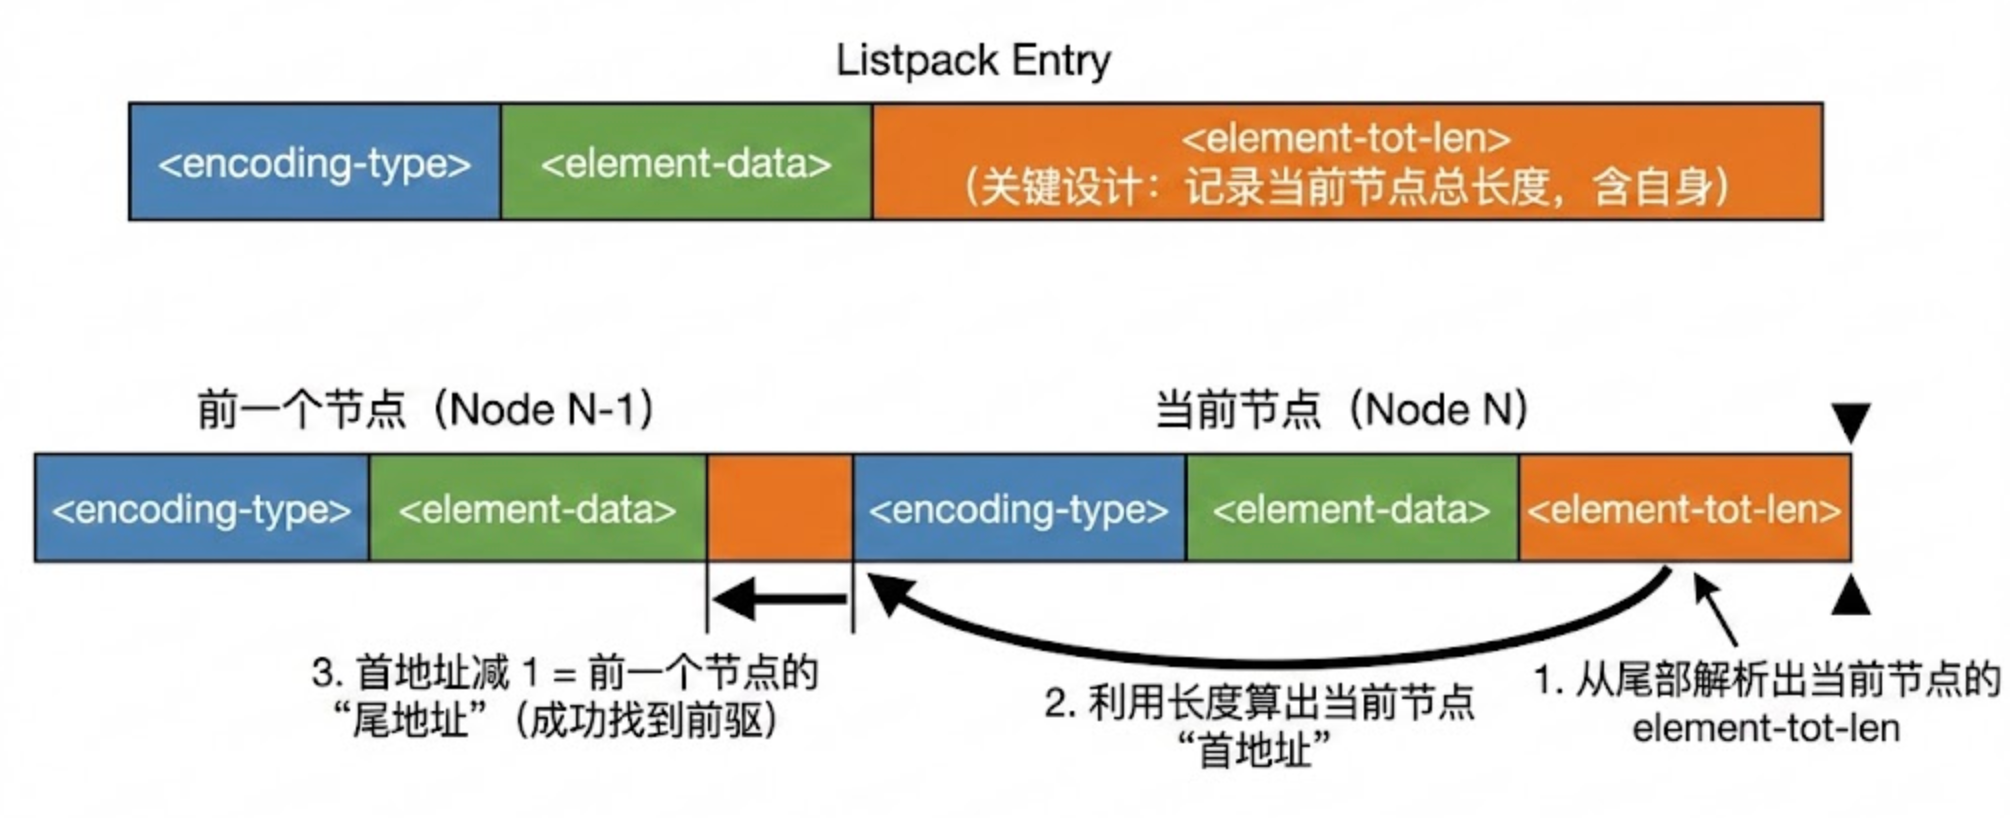 Listpack Entry
<encoding-type>
<element-data>
<element-tot-len>
（关键设计：记录当前节点总长度，含自身）
前一个节点（Node N-1）
当前节点（Node N）
<encoding-type>
<element-data>
<encoding-type>
<element-data>
<element-tot-len>
3. 首地址减 1 = 前一个节点的
“尾地址”（成功找到前驱）
2. 利用长度算出当前节点
“首地址”
1. 从尾部解析出当前节点的
element-tot-len